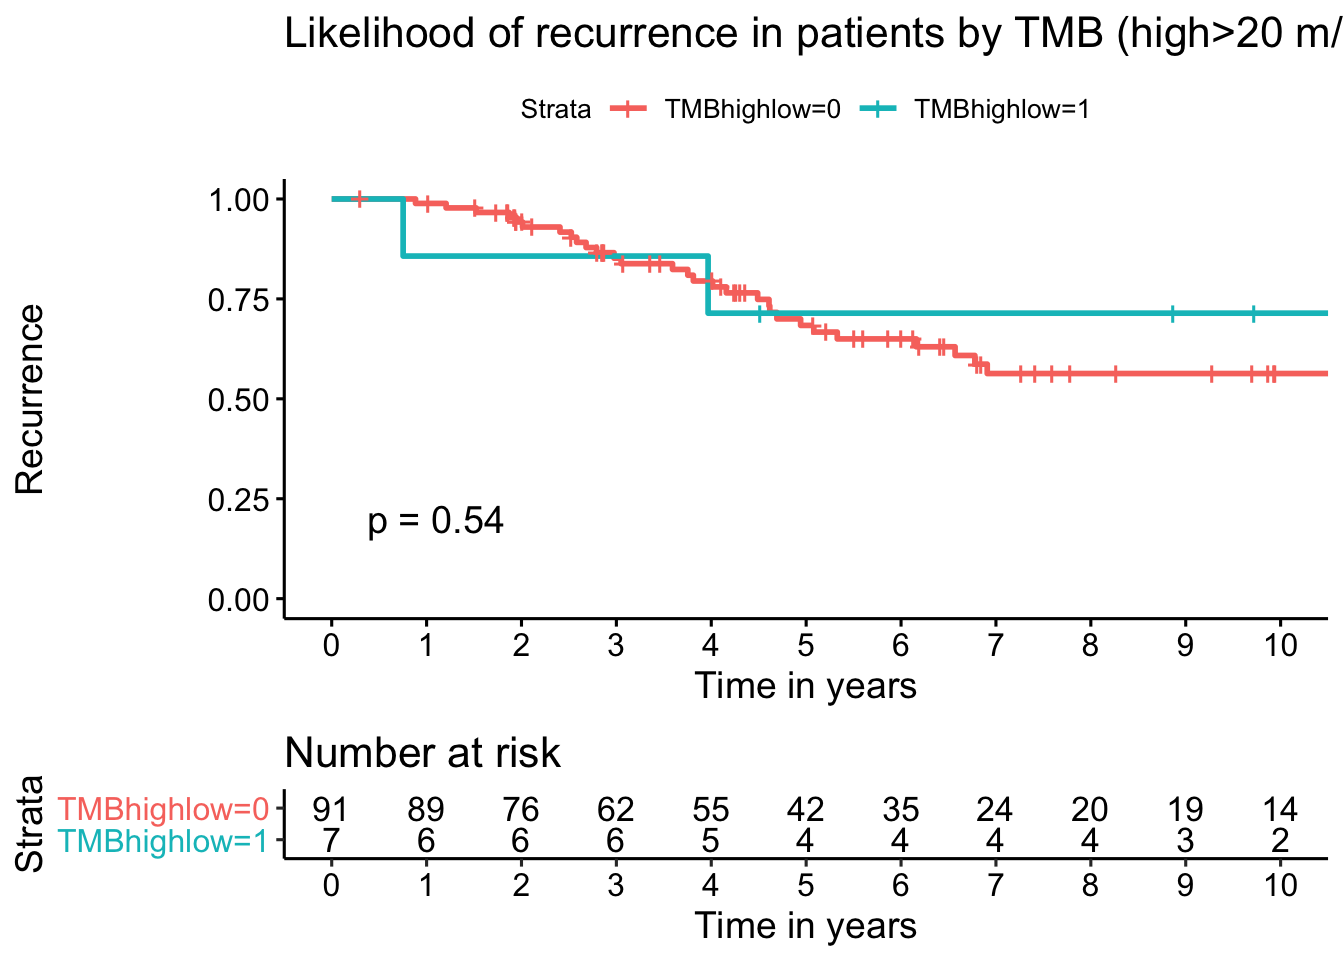 Likelihood of recurrence in patients by TMB (high>20 m/
Strata TMBhighlow=0 TMBhighlow=1
Recurrence
1.00
0.75
0.50
0.25
0.00
p = 0.54
0 1 2 3 4 5 6 7 8 9 10
Time in years
Number at risk
Strata
TMBhighlow=0 91 89 76 62 55 42 35 24 20 19 14
TMBhighlow=1 7 6 6 6 5 4 4 4 4 3 2
0 1 2 3 4 5 6 7 8 9 10
Time in years